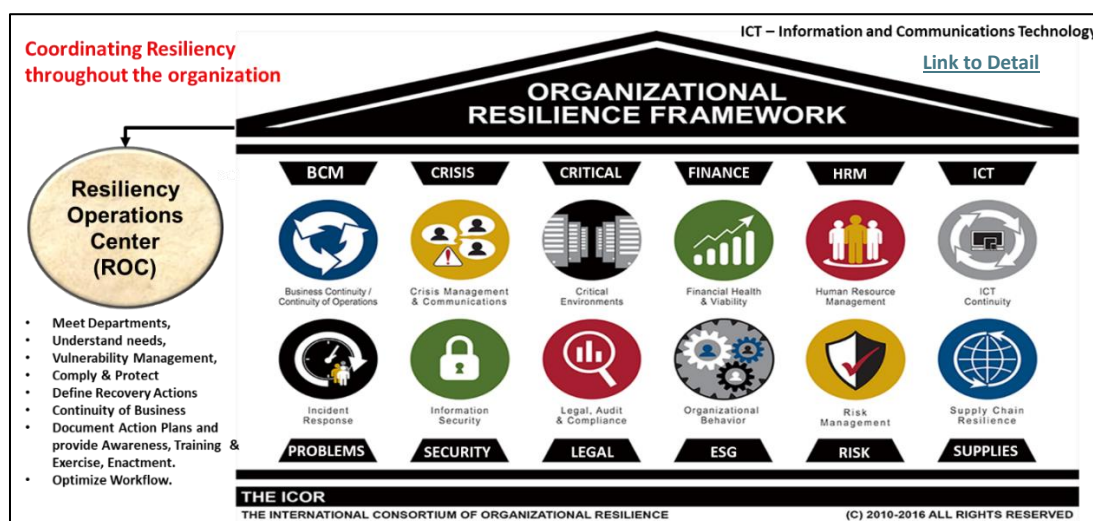 Coordinating Resiliency
throughout the organization
ICT – Information and Communications Technology
Link to Detail
ORGANIZATIONAL
RESILIENCE FRAMEWORK
Resiliency
Operations
Center
(ROC)
• Meet Departments,
• Understand needs,
• Vulnerability Management,
• Comply & Protect
• Define Recovery Actions
• Continuity of Business
• Document Action Plans and
provide Awareness, Training &
Exercise, Enactment.
• Optimize Workflow.
BCM
CRISIS
CRITICAL
FINANCE
HRM
ICT
Business Continuity /
Continuity of Operations
Crisis Management
& Communications
Critical
Environments
Financial Health
& Viability
Human Resource
Management
ICT
Continuity
Incident
Response
Information
Security
Legal, Audit
& Compliance
Organizational
Behavior
Risk
Management
Supply Chain
Resilience
PROBLEMS
SECURITY
LEGAL
ESG
RISK
SUPPLIES
THE ICOR
THE INTERNATIONAL CONSORTIUM OF ORGANIZATIONAL RESILIENCE
(C) 2010-2016 ALL RIGHTS RESERVED